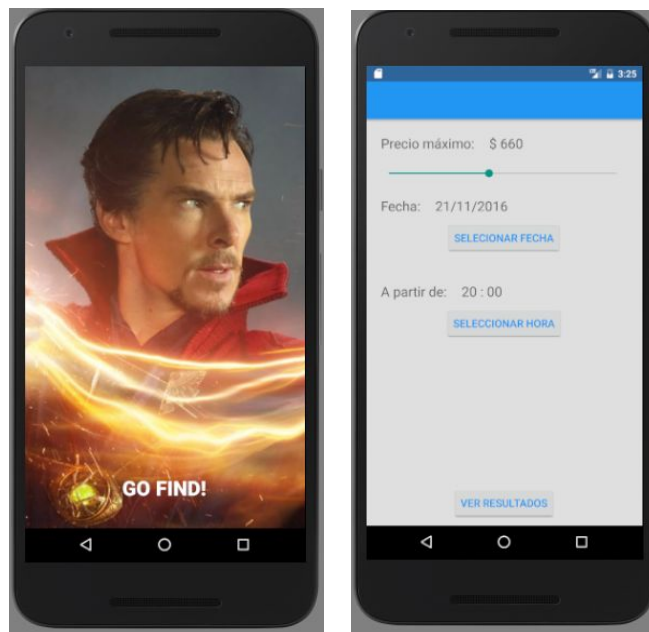 GO FIND!
3:25
Precio máximo: $ 660
Fecha: 21/11/2016
SELECIONAR FECHA
A partir de: 20 : 00
SELECCIONAR HORA
VER RESULTADOS